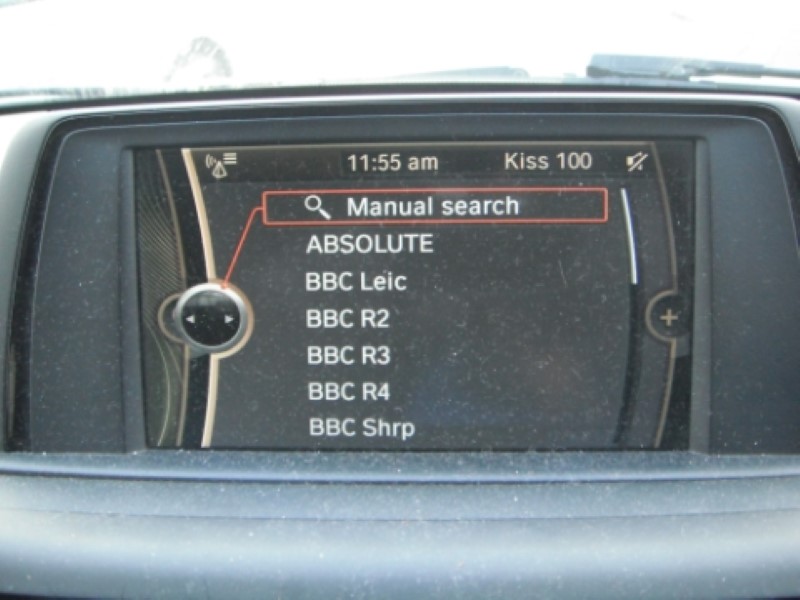 11:55 am Kiss 100
Manual search
ABSOLUTE
BBC Leic
BBC R2
BBC R3
BBC R4
BBC Shrp